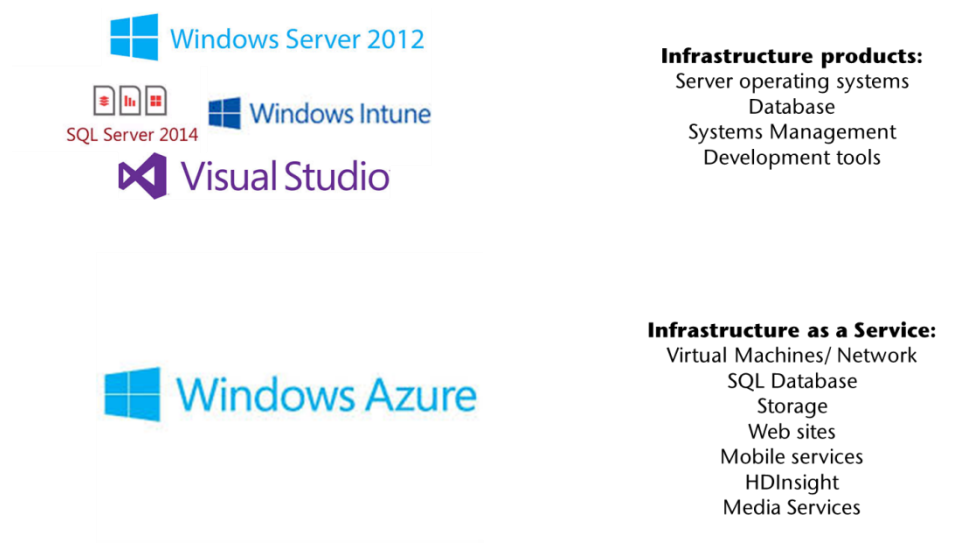 Windows Server 2012
SQL Server 2014
Windows Intune
Visual Studio
Infrastructure products:
Server operating systems
Database
Systems Management
Development tools
Windows Azure
Infrastructure as a Service:
Virtual Machines/ Network
SQL Database
Storage
Web sites
Mobile services
HDInsight
Media Services